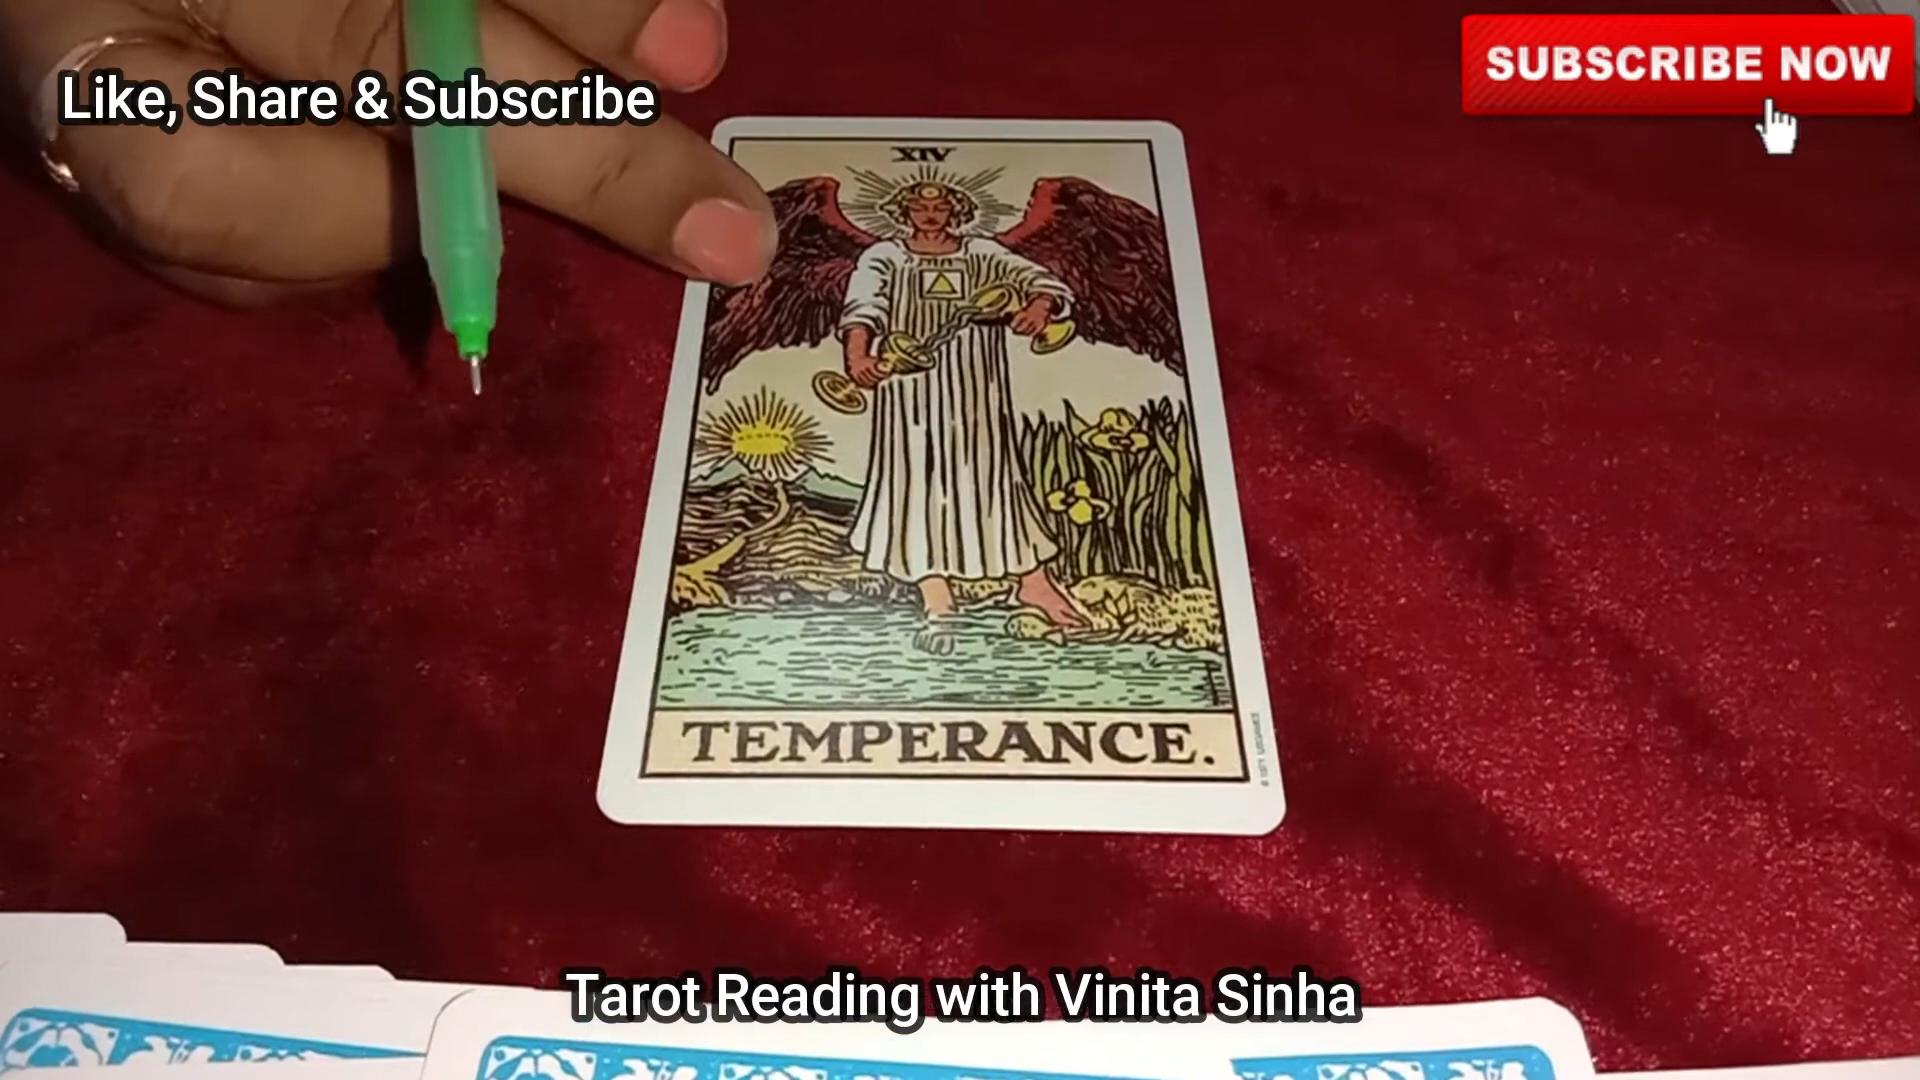 Like, Share & Subscribe
SUBSCRIBE NOW
XIV
TEMPERANCE.
Tarot Reading with Vinita Sinha